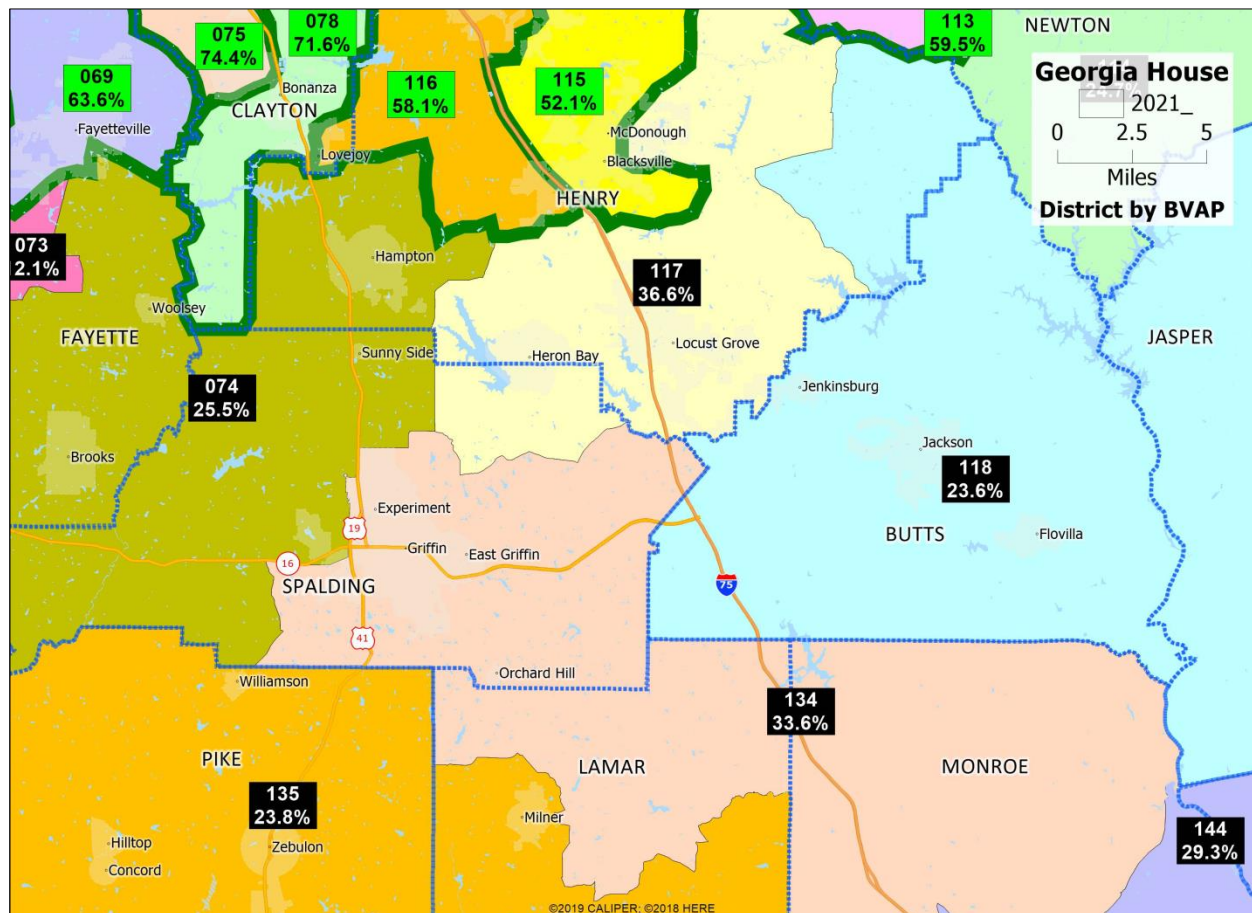 075
74.4%
078
71.6%
113
59.5%
NEWTON
069
63.6%
116
58.1%
115
52.1%
Georgia House
24.7%
2021_
0 2.5 5
Miles
District by BVAP
Bonanza
CLAYTON
Fayetteville
Lovejoy
McDonough
Blacksville
HENRY
073
12.1%
Hampton
117
36.6%
Woolsey
FAYETTE
JASPER
Sunny Side
Heron Bay
Locust Grove
074
25.5%
Jenkinsburg
Brooks
Jackson
118
23.6%
Experiment
19
BUTTS
Flovilla
Griffin
East Griffin
16
SPALDING
75
41
Orchard Hill
Williamson
134
33.6%
PIKE
LAMAR
MONROE
135
23.8%
Milner
144
29.3%
Hilltop
Zebulon
Concord
©2019 CALIPER; ©2018 HERE